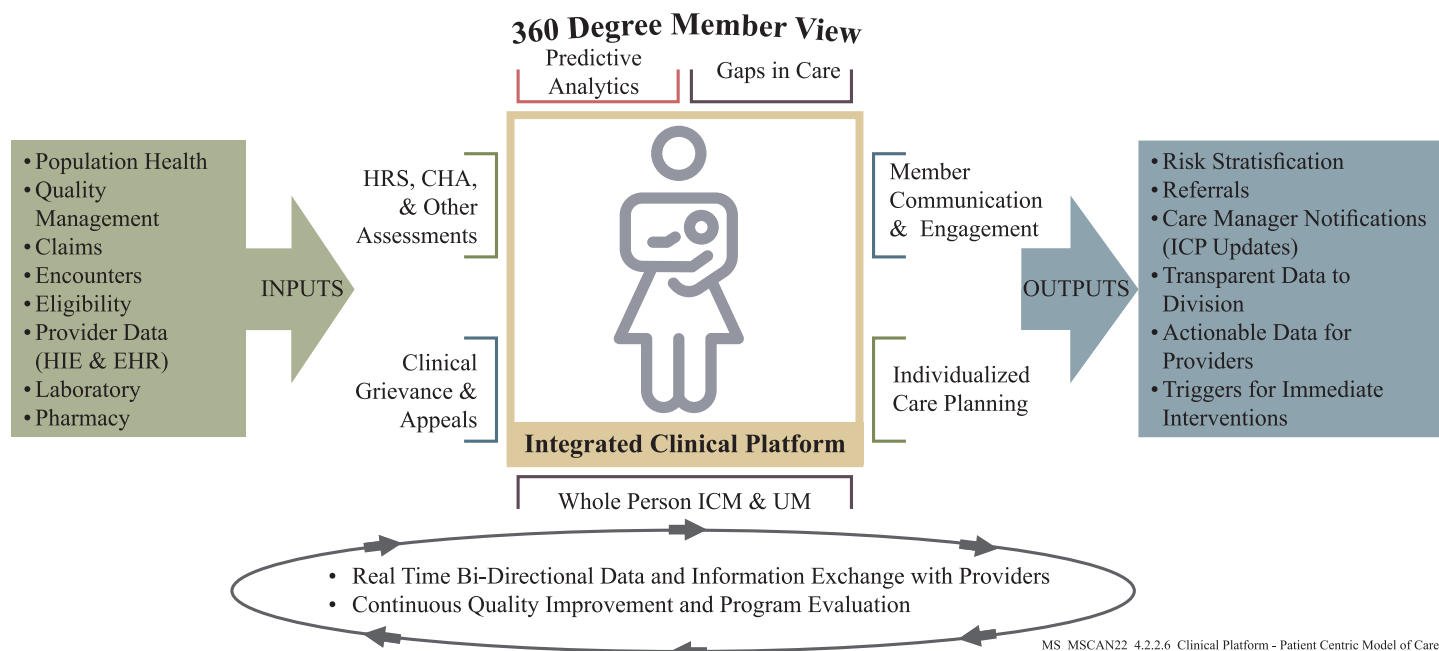 360 Degree Member View
Predictive
Analytics
Gaps in Care
• Population Health
• Quality
Management
• Claims
• Encounters
• Eligibility
• Provider Data
(HIE & EHR)
• Laboratory
• Pharmacy
INPUTS
HRS, CHA,
& Other
Assessments
Clinical
Grievance &
Appeals
Integrated Clinical Platform
Member
Communication
& Engagement
Individualized
Care Planning
OUTPUTS
• Risk Stratisfication
• Referrals
• Care Manager Notifications
(ICP Updates)
• Transparent Data to
Division
• Actionable Data for
Providers
• Triggers for Immediate
Interventions
Whole Person ICM & UM
• Real Time Bi-Directional Data and Information Exchange with Providers
• Continuous Quality Improvement and Program Evaluation
MS MSCAN22 4.2.2.6 Clinical Platform - Patient Centric Model of Care